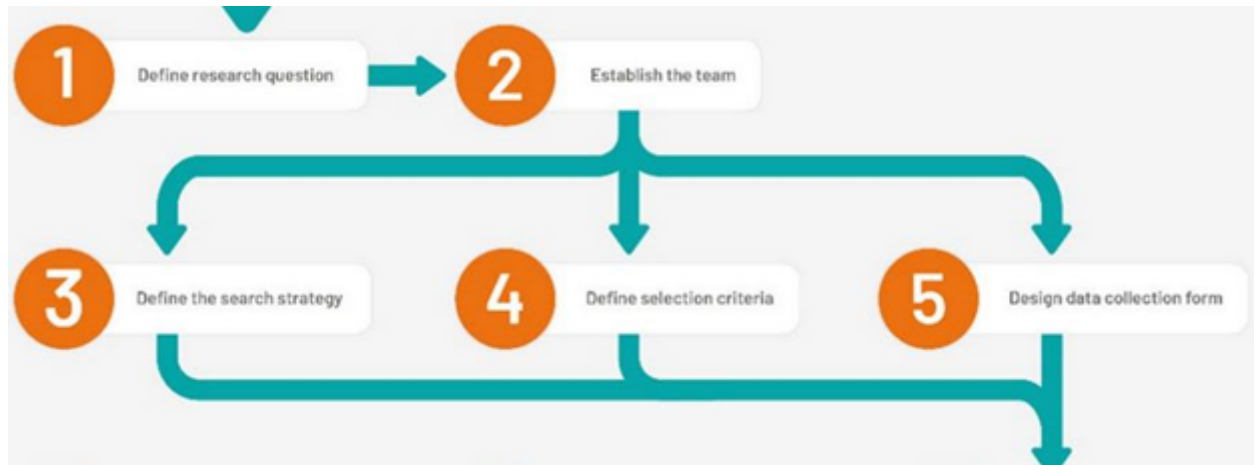 1 Define research question
2 Establish the team
3 Define the search strategy
4 Define selection criteria
5 Design data collection form